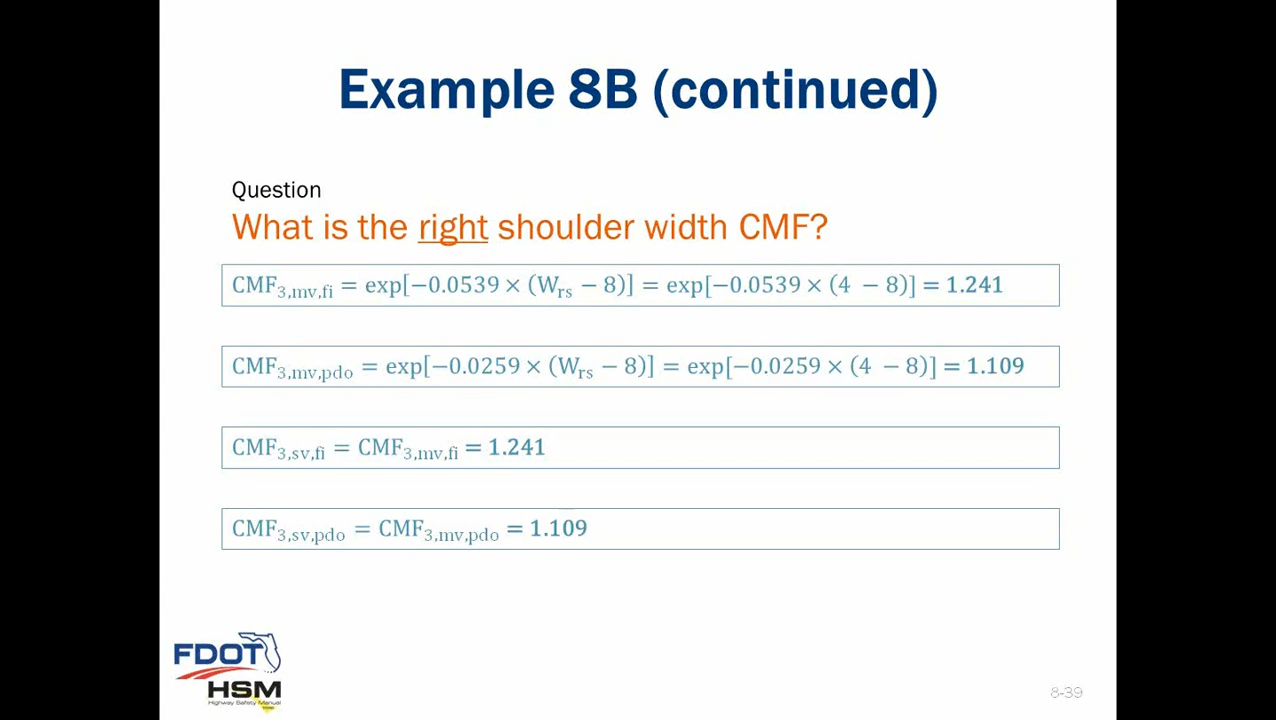 Example 8B (continued)
Question
What is the right shoulder width CMF?
CMF₃,mv,fi = exp[−0.0539 × (Wrs − 8)] = exp[−0.0539 × (4 − 8)] = 1.241
CMF₃,mv,pdo = exp[−0.0259 × (Wrs − 8)] = exp[−0.0259 × (4 − 8)] = 1.109
CMF₃,sv,fi = CMF₃,mv,fi = 1.241
CMF₃,sv,pdo = CMF₃,mv,pdo = 1.109
FDOT
HSM
Highway Safety Manual
8-39